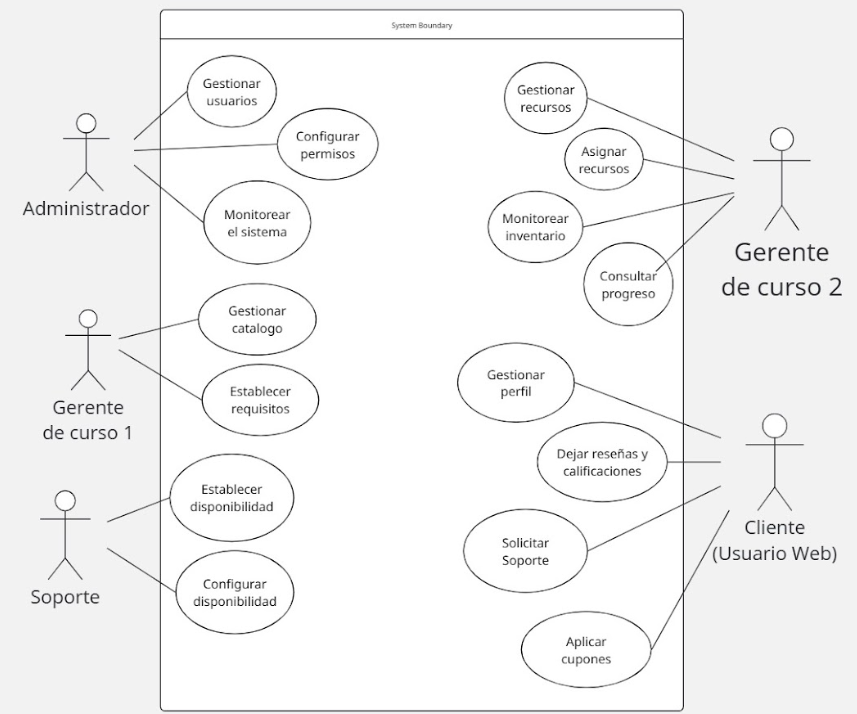 System Boundary
Gestionar
usuarios
Configurar
permisos
Monitorear
el sistema
Administrador
Gestionar
catalogo
Establecer
requisitos
Gerente
de curso 1
Establecer
disponibilidad
Configurar
disponibilidad
Soporte
Gestionar
recursos
Asignar
recursos
Monitorear
inventario
Consultar
progreso
Gerente
de curso 2
Gestionar
perfil
Dejar reseñas y
calificaciones
Solicitar
Soporte
Aplicar
cupones
Cliente
(Usuario Web)